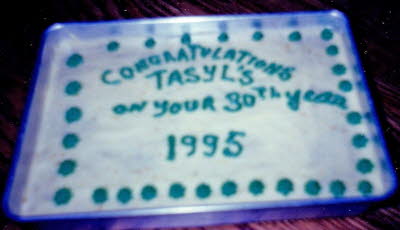 CONGRATULATIONS
TASYL'S
ON YOUR 30TH YEAR
1995